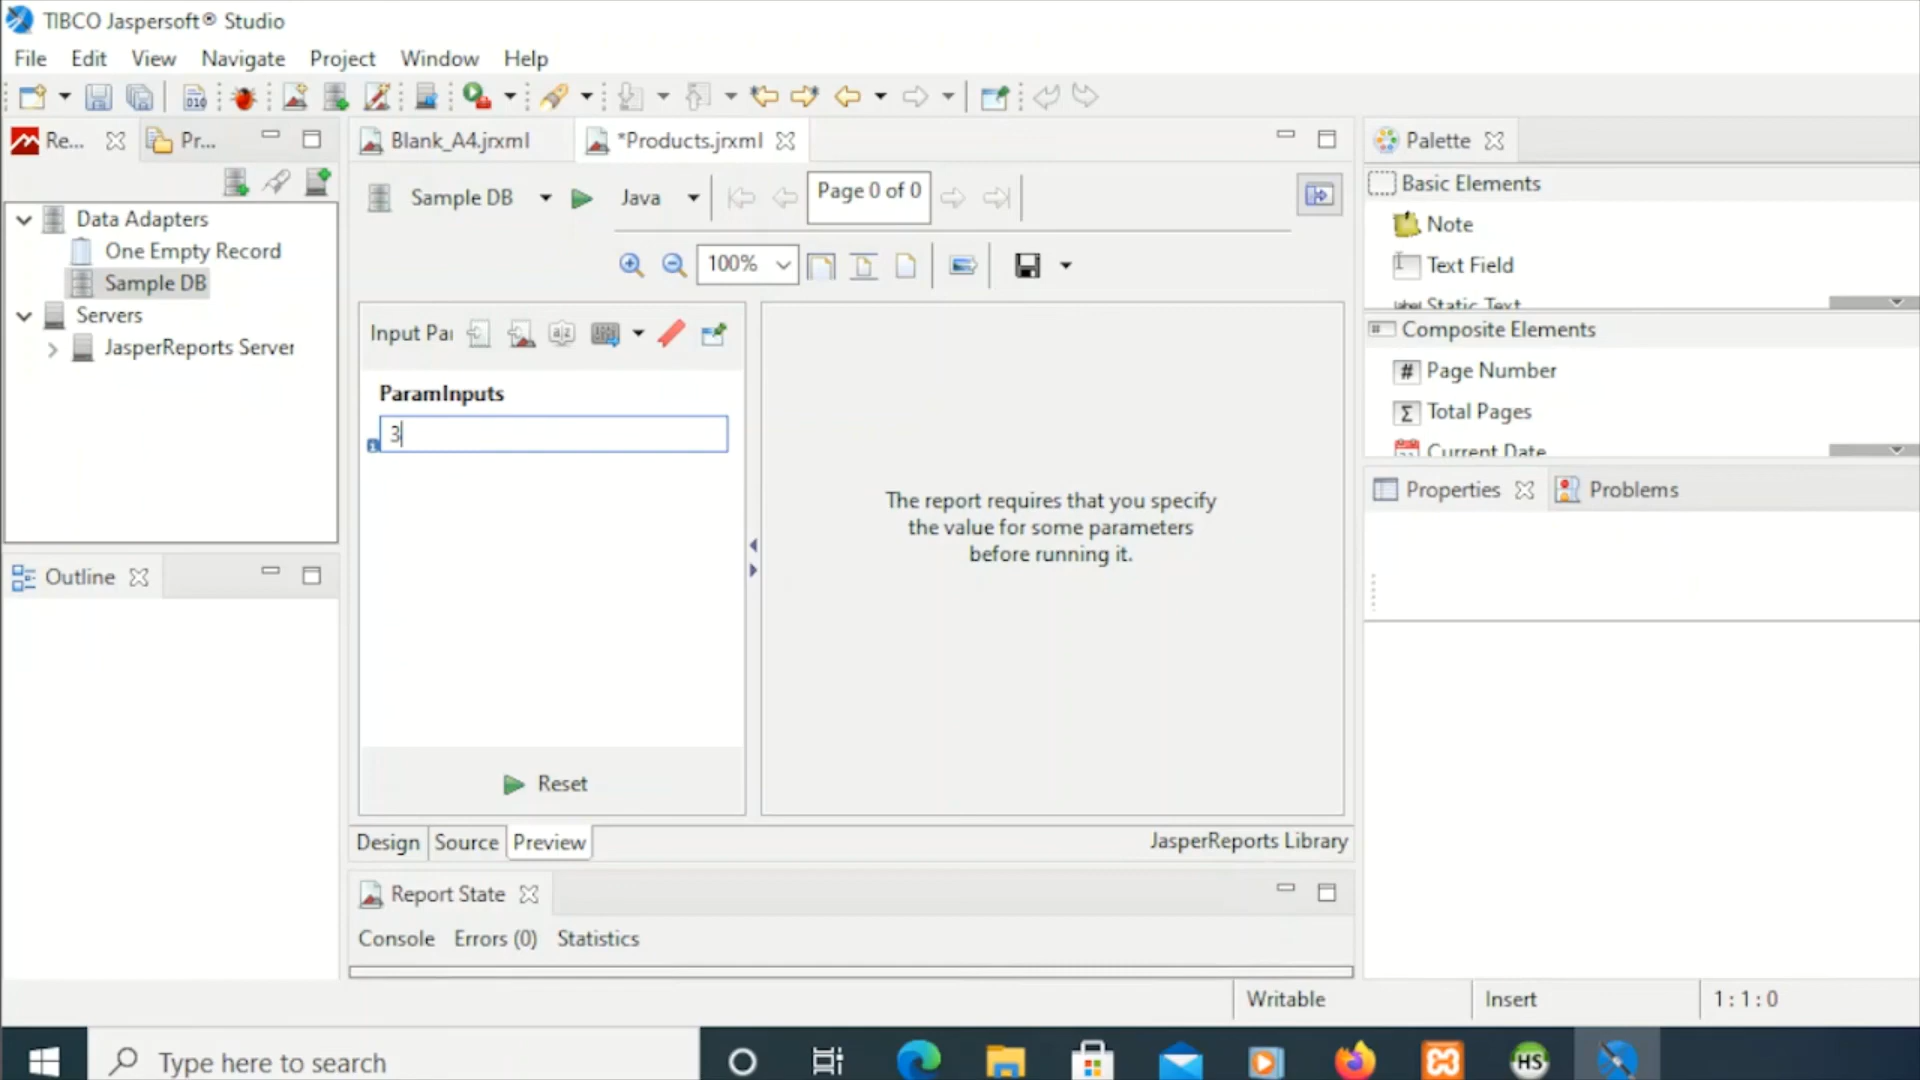 TIBCO Jaspersoft® Studio
File Edit View Navigate Project Window Help
010
Re... Pr...
Blank_A4.jrxml *Products.jrxml
Palette
Sample DB Java Page 0 of 0
Basic Elements
Note
Text Field
Static Text
Data Adapters
One Empty Record
Sample DB
Servers
JasperReports Server
100%
Composite Elements
Page Number
Total Pages
Current Date
Input Par
ParamInputs
3
The report requires that you specify
the value for some parameters
before running it.
Properties Problems
Outline
Reset
Design Source Preview JasperReports Library
Report State
Console Errors (0) Statistics
Writable Insert 1 : 1 : 0
Type here to search
HS